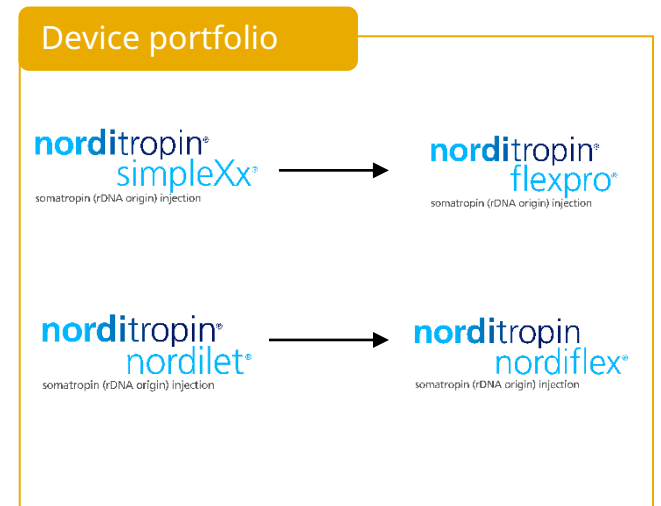 Device portfolio
norditropin®
simpleXx®
somatropin (rDNA origin) injection
norditropin®
flexpro®
somatropin (rDNA origin) injection
norditropin®
nordilet®
somatropin (rDNA origin) injection
norditropin
nordiflex®
somatropin (rDNA origin) injection